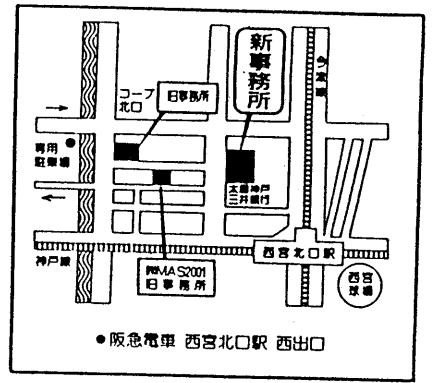 新事務所
今津線
コープ
北口
旧事務所
専用
駐車場
太陽神戸
三井銀行
西宮北口駅
神戸線
㈱MAS2001
旧事務所
西宮
球場
●阪急電車 西宮北口駅 西出口